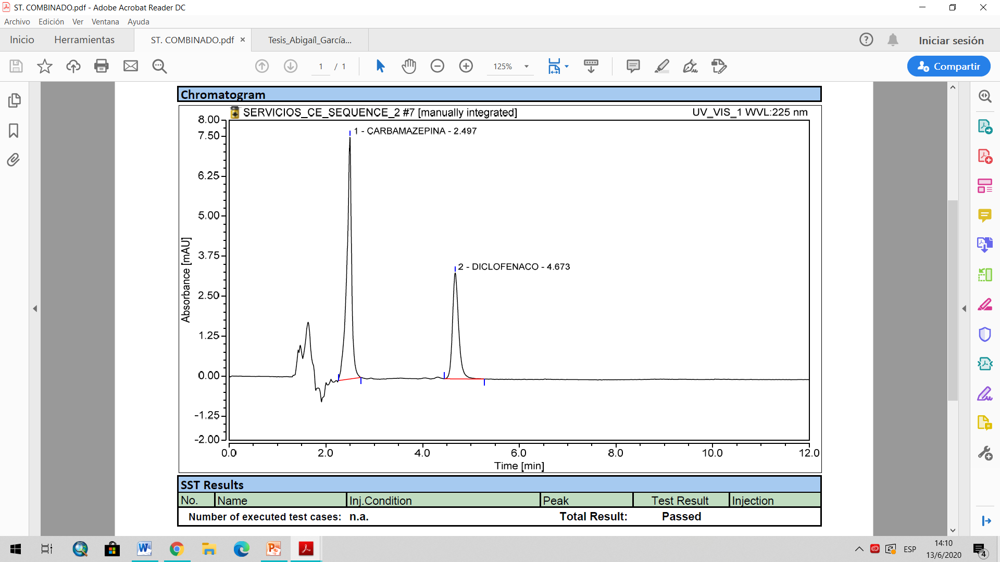 ST. COMBINADO.pdf - Adobe Acrobat Reader DC
Archivo Edición Ver Ventana Ayuda
Inicio Herramientas ST. COMBINADO.pdf × Tesis_Abigaíl_García... Iniciar sesión
1 / 1 125% Compartir
Chromatogram
SERVICIOS_CE_SEQUENCE_2 #7 [manually integrated] UV_VIS_1 WVL:225 nm
8.00
1 - CARBAMAZEPINA - 2.497
7.50
6.25
5.00
3.75
2 - DICLOFENACO - 4.673
2.50
1.25
0.00
-1.25
-2.00
Absorbance [mAU]
0.0 2.0 4.0 6.0 8.0 10.0 12.0
Time [min]
SST Results
No. Name Inj.Condition Peak Test Result Injection
Number of executed test cases: n.a. Total Result: Passed
ESP
14:10
13/6/2020
4